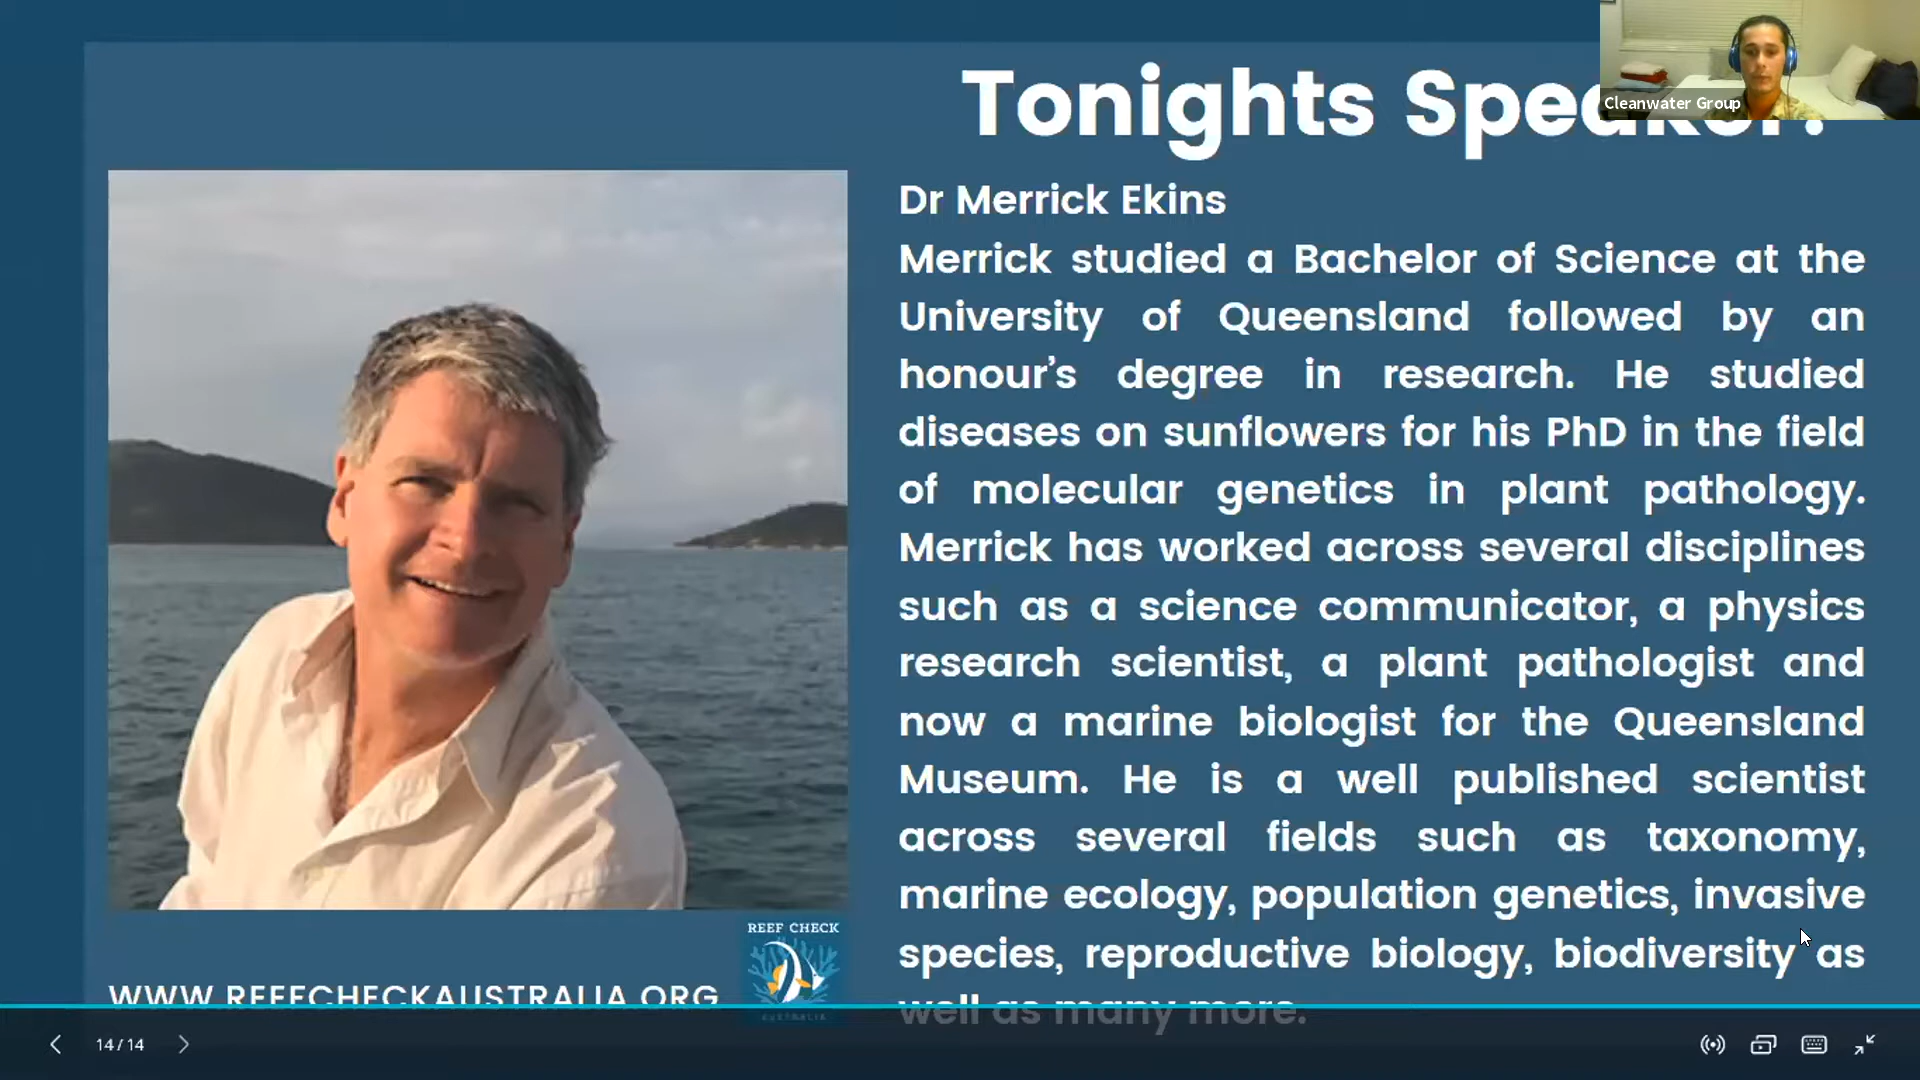 Tonights Speaker:
Cleanwater Group
Dr Merrick Ekins
Merrick studied a Bachelor of Science at the
University of Queensland followed by an
honour's degree in research. He studied
diseases on sunflowers for his PhD in the field
of molecular genetics in plant pathology.
Merrick has worked across several disciplines
such as a science communicator, a physics
research scientist, a plant pathologist and
now a marine biologist for the Queensland
Museum. He is a well published scientist
across several fields such as taxonomy,
marine ecology, population genetics, invasive
species, reproductive biology, biodiversity as
well as many more.
REEF CHECK
AUSTRALIA
WWW.REEFCHECKAUSTRALIA.ORG
14 / 14